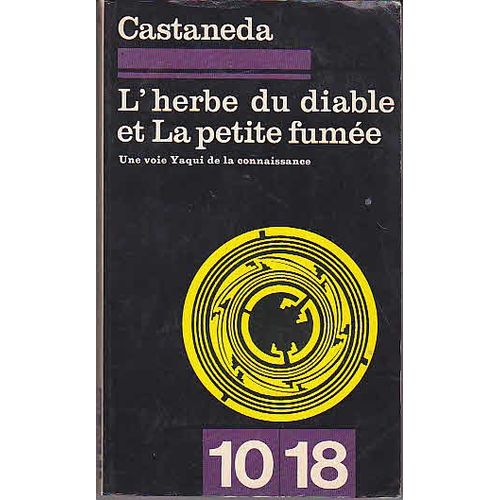 Castaneda
L'herbe du diable
et La petite fumée
Une voie Yaqui de la connaissance
10 18